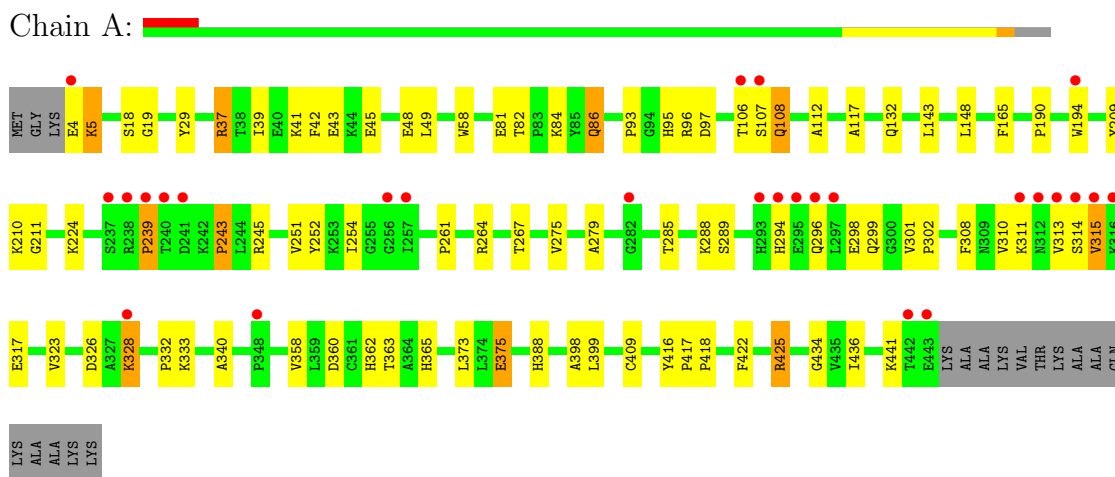 Chain A:
MET GLY LYS E4 K5 S18 G19 Y29 R37 T38 I39 E40 K41 F42 E43 K44 E45 E48 L49 W58 E81 T82 P83 K84 Y85 Q86 P93 G94 H95 R96 D97 T106 S107 Q108 A112 A117 Q132 L143 L148 F165 P190 W194 Y209
K210 G211 K224 S237 R238 P239 T240 D241 K242 P243 L244 R245 V251 Y252 K253 I254 G255 G256 I257 P261 R264 T267 V275 A279 G282 T285 K288 S289 H293 H294 E295 Q296 L297 E298 Q299 G300 V301 P302 F308 N309 V310 K311 N312 V313 S314 V315 K316
E317 V323 D326 A327 K328 P332 K333 A340 P348 V358 L359 D360 C361 H362 T363 A364 H365 L373 L374 E375 H388 A398 L399 C409 Y416 P417 P418 F422 R425 G434 V435 I436 K441 T442 E443 LYS ALA ALA LYS VAL THR LYS ALA ALA GLN
LYS ALA ALA LYS LYS